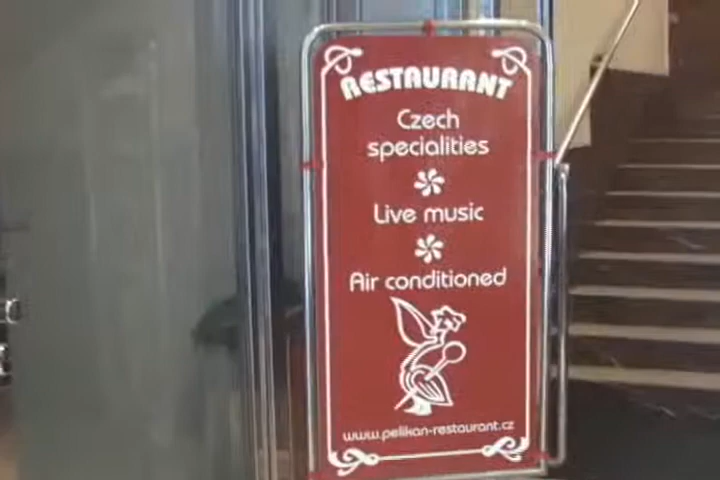 RESTAURANT
Czech
specialities
Live music
Air conditioned
www.pelikan-restaurant.cz